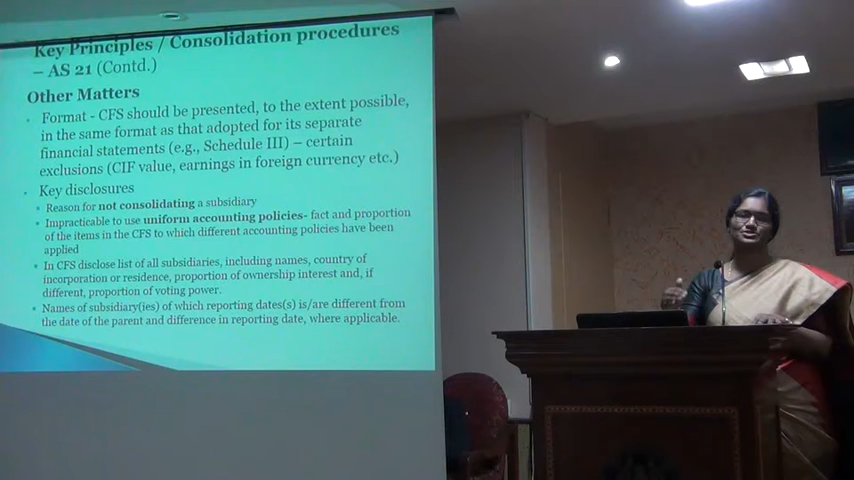 Key Principles / Consolidation procedures
– AS 21 (Contd.)
Other Matters
Format - CFS should be presented, to the extent possible,
in the same format as that adopted for its separate
financial statements (e.g., Schedule III) – certain
exclusions (CIF value, earnings in foreign currency etc.)
Key disclosures
Reason for not consolidating a subsidiary
Impracticable to use uniform accounting policies- fact and proportion
of the items in the CFS to which different accounting policies have been
applied
In CFS disclose list of all subsidiaries, including names, country of
incorporation or residence, proportion of ownership interest and, if
different, proportion of voting power.
Names of subsidiary(ies) of which reporting dates(s) is/are different from
the date of the parent and difference in reporting date, where applicable.